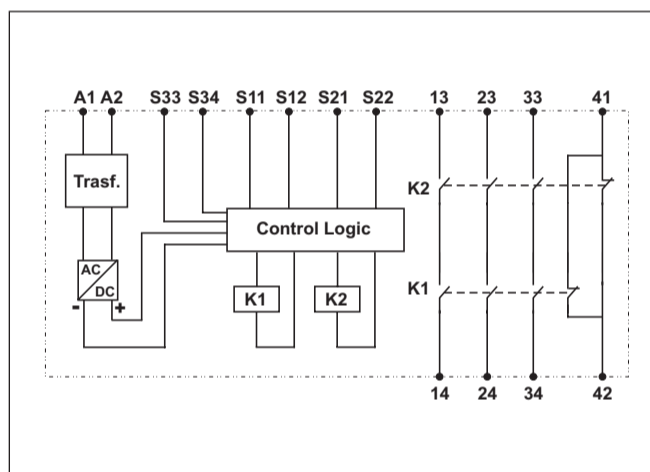 A1 A2 S33 S34 S11 S12 S21 S22 13 23 33 41
Trasf.
K2
Control Logic
AC
DC
- +
K1 K2
K1
14 24 34 42